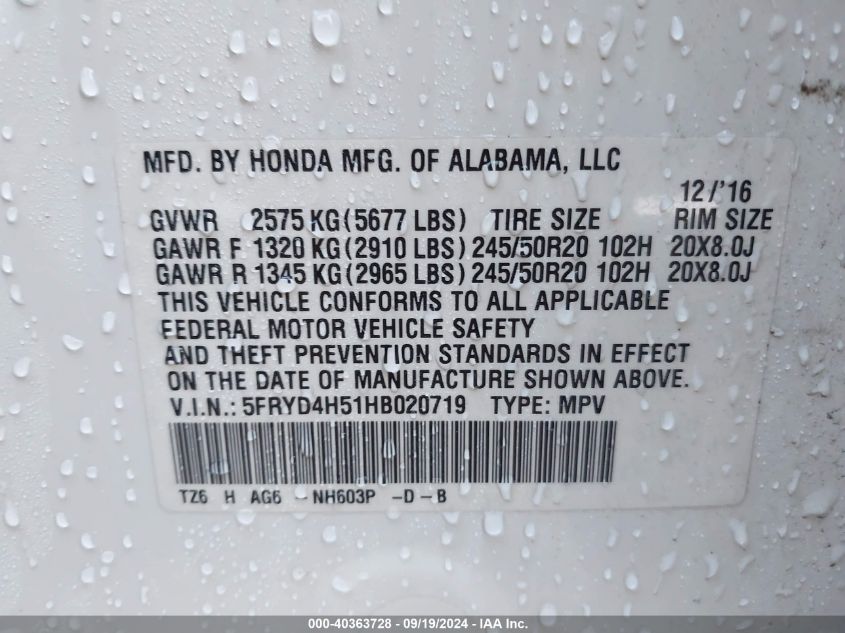 MFD. BY HONDA MFG. OF ALABAMA, LLC
12/'16
GVWR 2575 KG(5677 LBS) TIRE SIZE RIM SIZE
GAWR F 1320 KG(2910 LBS) 245/50R20 102H 20X8.0J
GAWR R 1345 KG(2965 LBS) 245/50R20 102H 20X8.0J
THIS VEHICLE CONFORMS TO ALL APPLICABLE
FEDERAL MOTOR VEHICLE SAFETY
AND THEFT PREVENTION STANDARDS IN EFFECT
ON THE DATE OF MANUFACTURE SHOWN ABOVE.
V.I.N.: 5FRYD4H51HB020719 TYPE: MPV
TZ6 H AG6 - NH603P - D - B
000-40363728 - 09/19/2024 - IAA Inc.